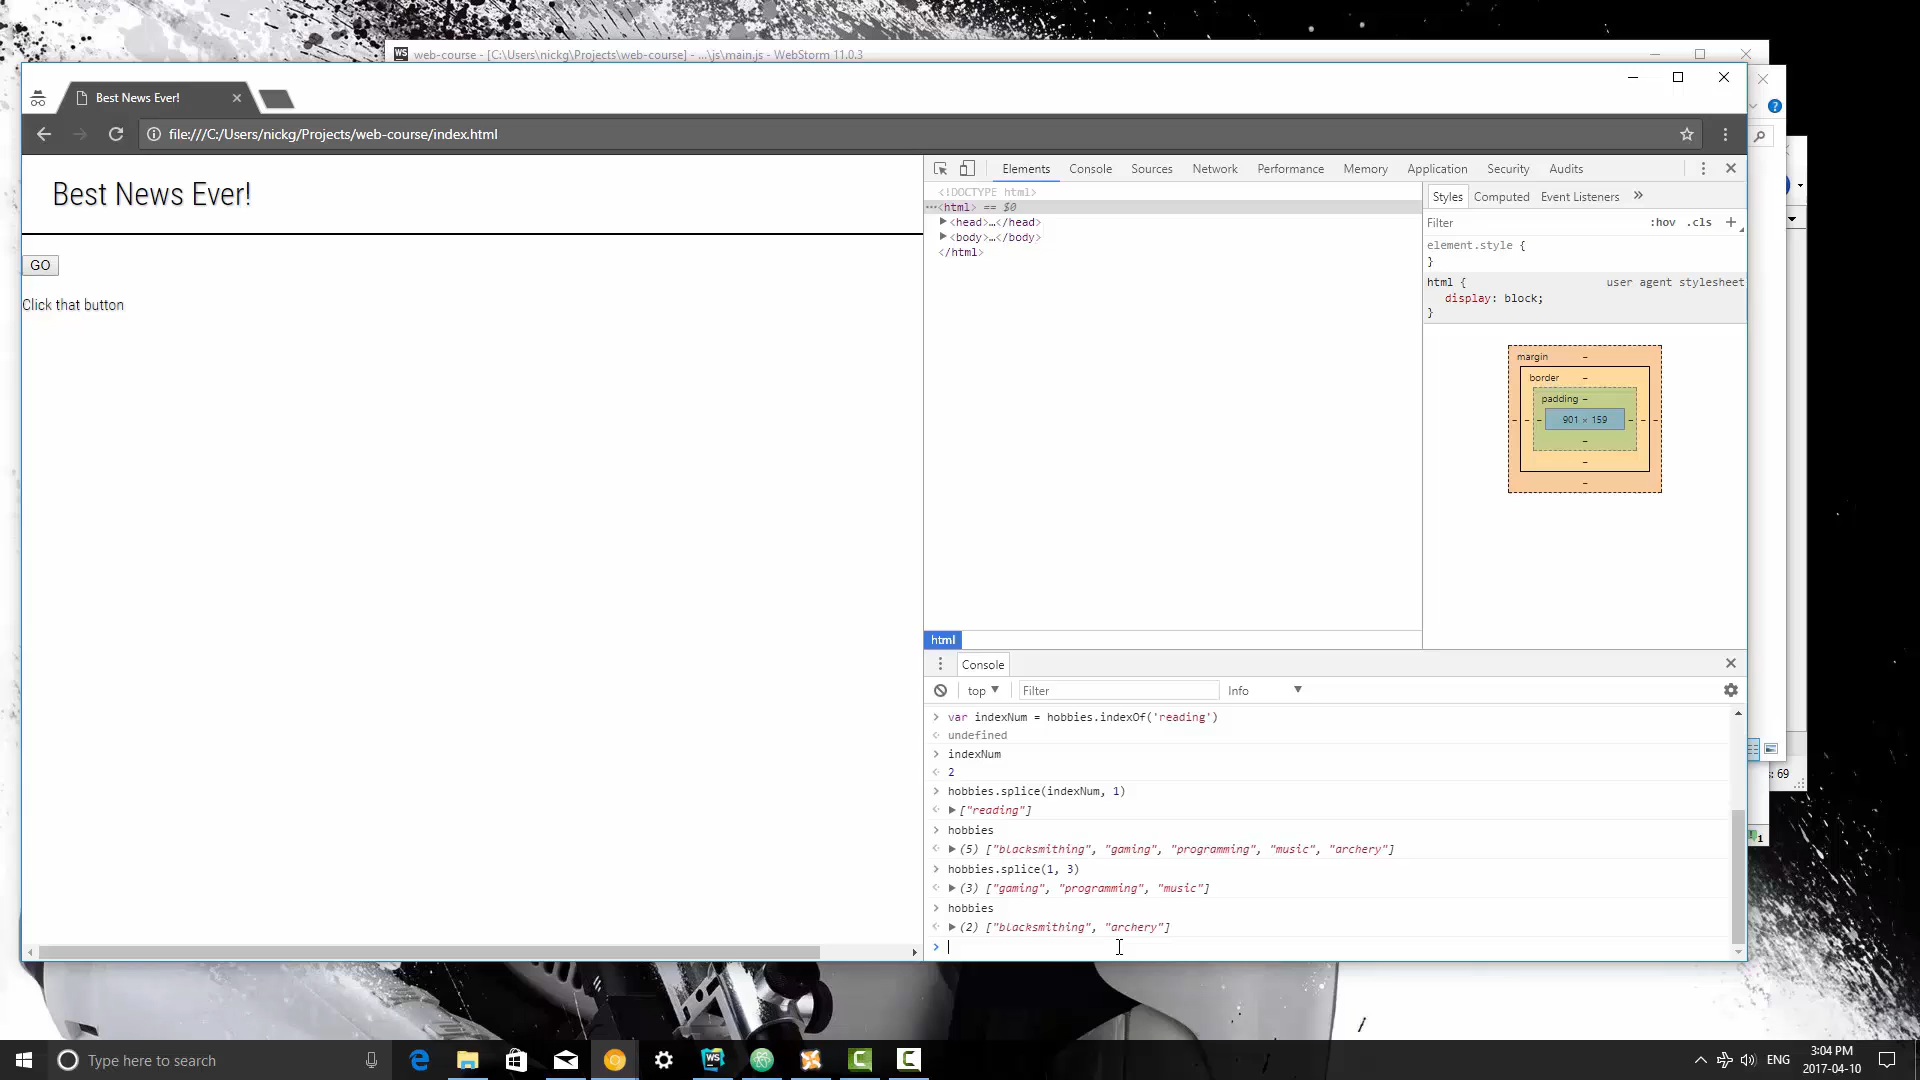 web-course - [C:\Users\nickg\Projects\web-course] - ...\js\main.js - WebStorm 11.0.3
Best News Ever!
file:///C:/Users/nickg/Projects/web-course/index.html
Best News Ever!
GO
Click that button
Elements Console Sources Network Performance Memory Application Security Audits
<!DOCTYPE html>
…<html> == $0
<head>…</head>
<body>…</body>
</html>
html
Styles Computed Event Listeners »
Filter :hov .cls +
element.style {
}
html { user agent stylesheet
display: block;
}
margin –
border –
padding –
– – – 901 × 159 – – –
–
–
–
Console
top Filter Info
> var indexNum = hobbies.indexOf('reading')
undefined
> indexNum
2
> hobbies.splice(indexNum, 1)
["reading"]
> hobbies
(5) ["blacksmithing", "gaming", "programming", "music", "archery"]
> hobbies.splice(1, 3)
(3) ["gaming", "programming", "music"]
> hobbies
(2) ["blacksmithing", "archery"]
>
: 69
1
Type here to search
WS
ENG
3:04 PM
2017-04-10